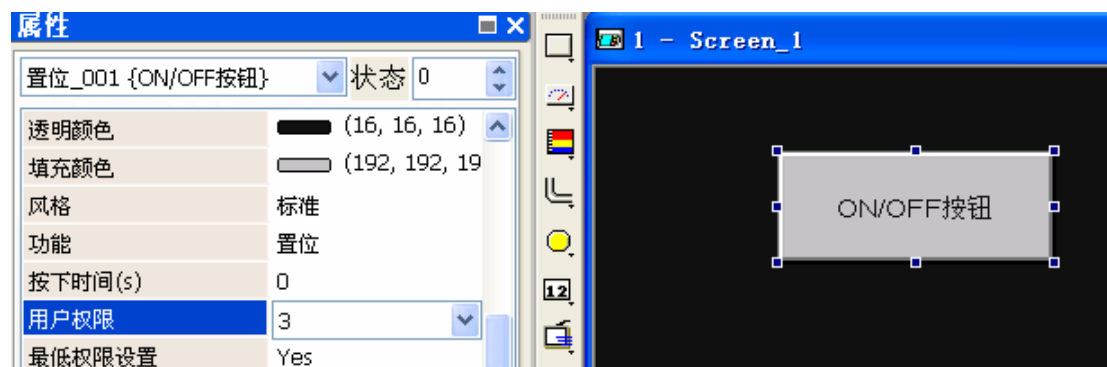 属性
置位_001 {ON/OFF按钮} 状态 0
透明颜色 (16, 16, 16)
填充颜色 (192, 192, 19
风格 标准
功能 置位
按下时间(s) 0
用户权限 3
最低权限设置 Yes
12
1 - Screen_1
ON/OFF按钮